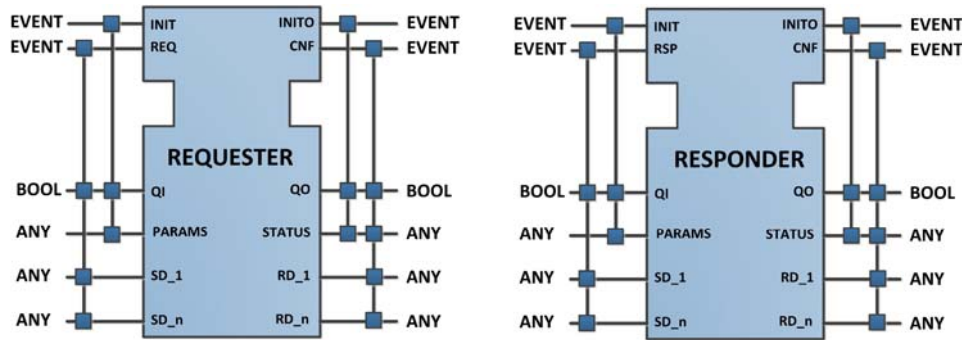 EVENT INIT INITO EVENT
EVENT REQ CNF EVENT
REQUESTER
BOOL QI QO BOOL
ANY PARAMS STATUS ANY
ANY SD_1 RD_1 ANY
ANY SD_n RD_n ANY
EVENT INIT INITO EVENT
EVENT RSP CNF EVENT
RESPONDER
BOOL QI QO BOOL
ANY PARAMS STATUS ANY
ANY SD_1 RD_1 ANY
ANY SD_n RD_n ANY